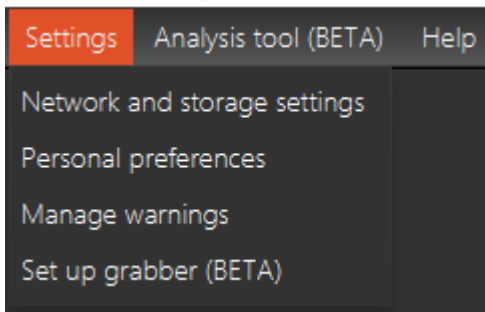 Settings Analysis tool (BETA) Help
Network and storage settings
Personal preferences
Manage warnings
Set up grabber (BETA)